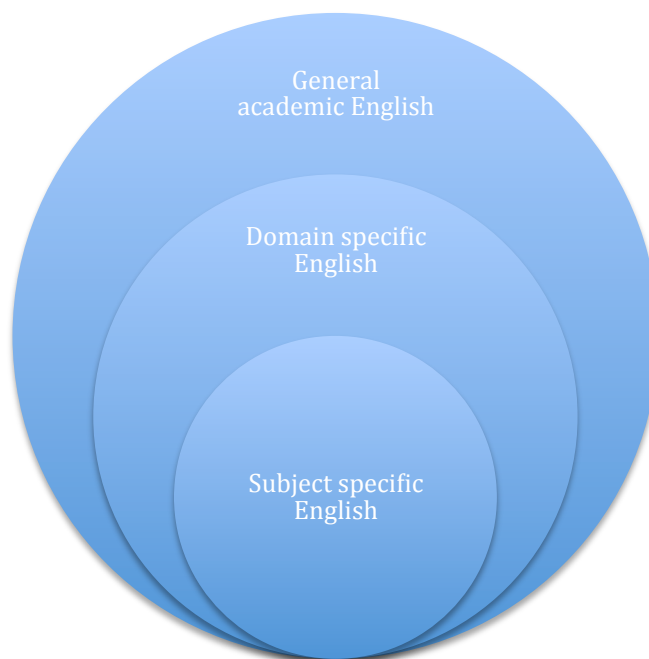 General
academic English
Domain specific
English
Subject specific
English